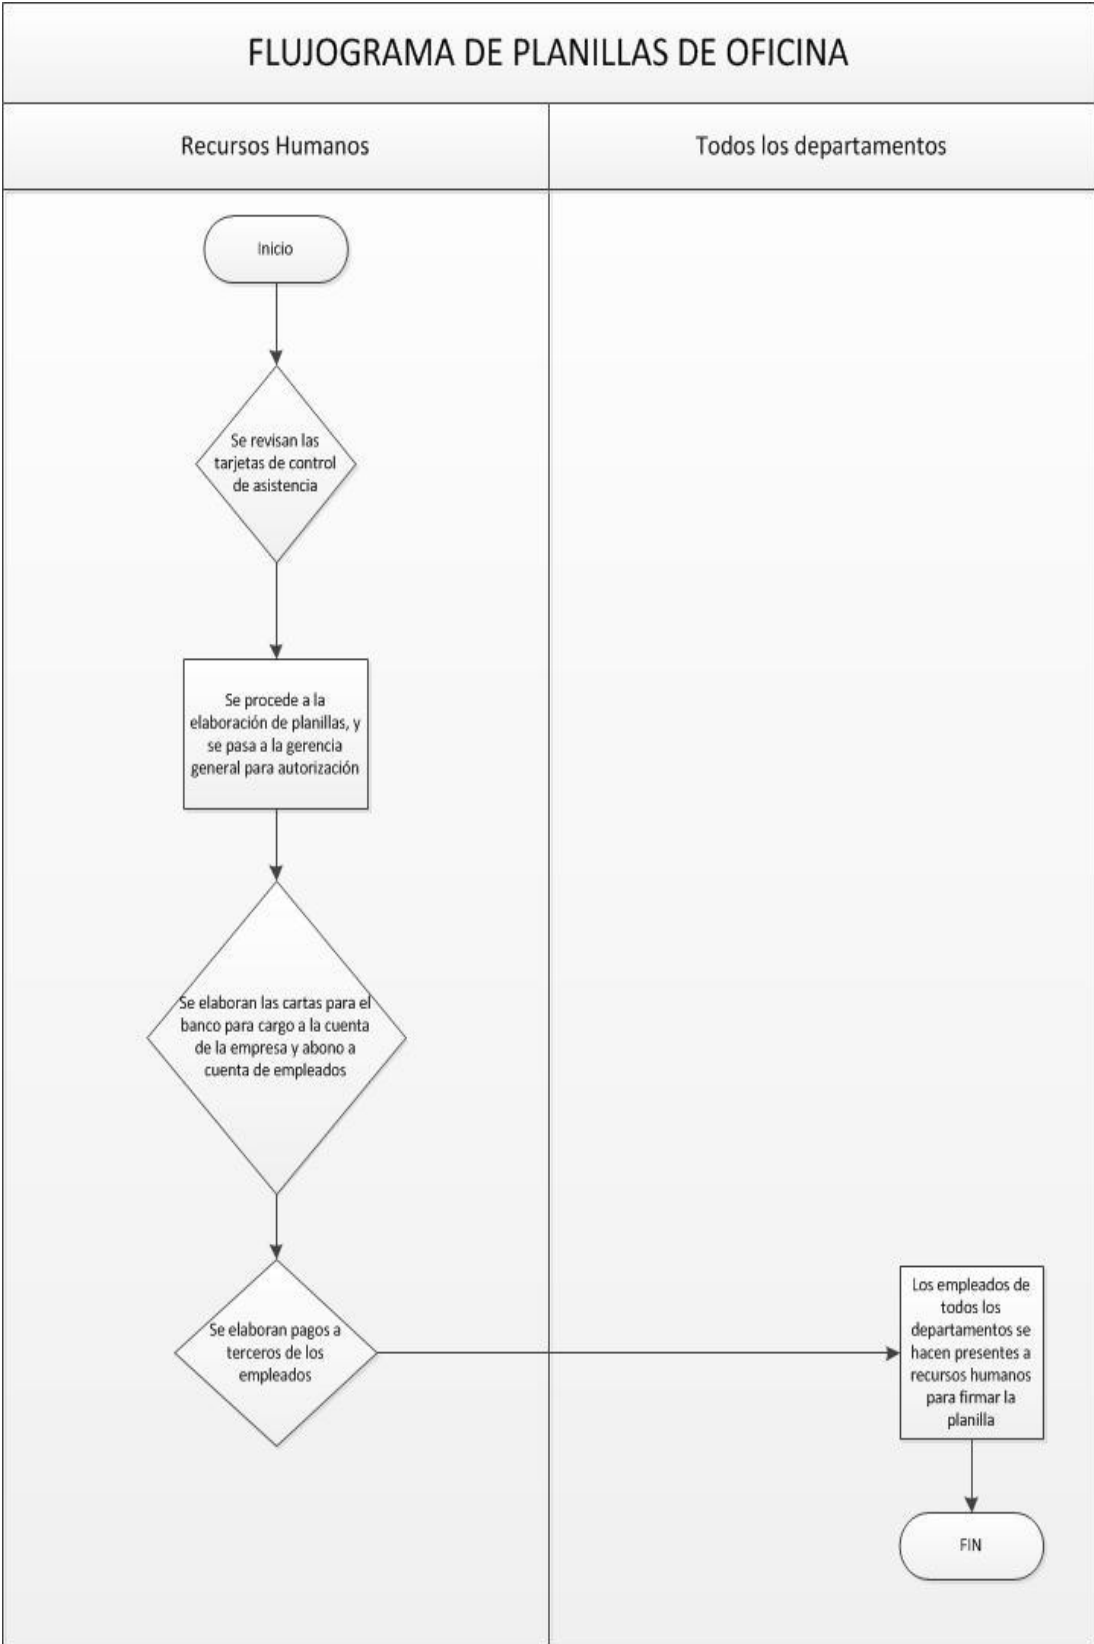 FLUJOGRAMA DE PLANILLAS DE OFICINA
Recursos Humanos
Todos los departamentos
Inicio
Se revisan las
tarjetas de control
de asistencia
Se procede a la
elaboración de planillas, y
se pasa a la gerencia
general para autorización
Se elaboran las cartas para el
banco para cargo a la cuenta
de la empresa y abono a
cuenta de empleados
Se elaboran pagos a
terceros de los
empleados
Los empleados de
todos los
departamentos se
hacen presentes a
recursos humanos
para firmar la
planilla
FIN